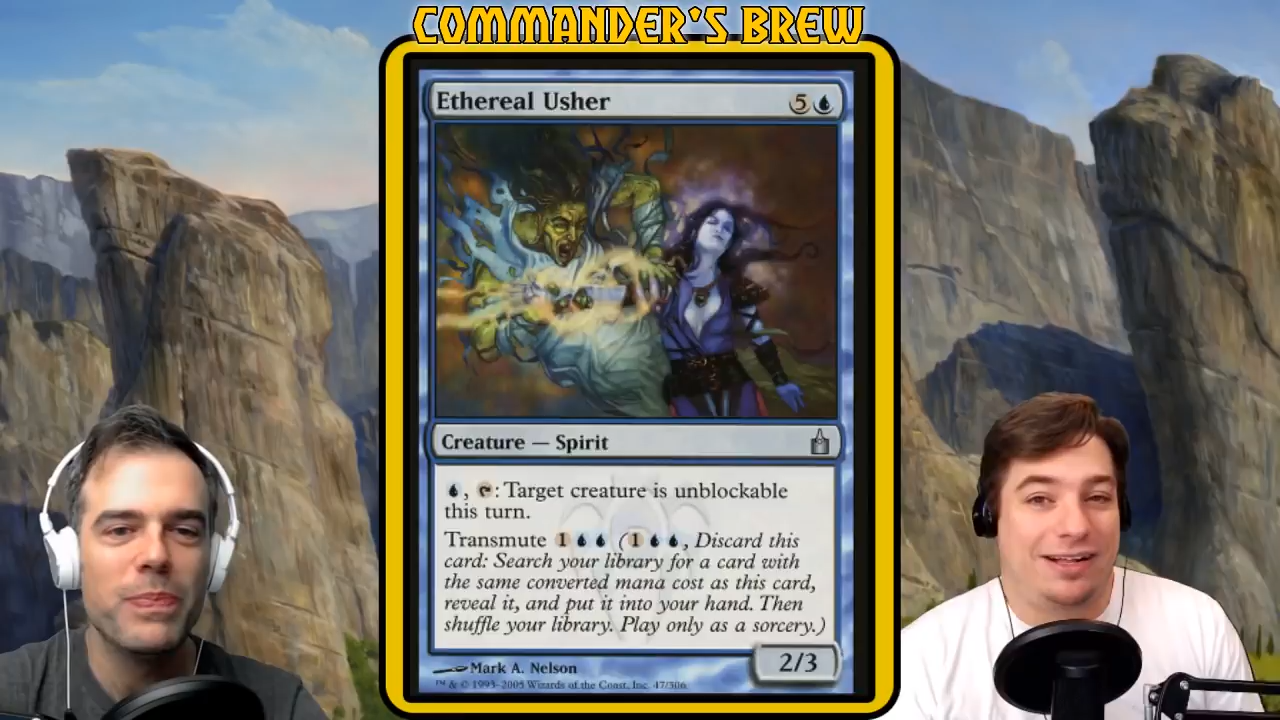 COMMANDER'S BREW
Ethereal Usher 5
Creature — Spirit
, : Target creature is unblockable
this turn.
Transmute 1 (1 , Discard this
card: Search your library for a card with
the same converted mana cost as this card,
reveal it, and put it into your hand. Then
shuffle your library. Play only as a sorcery.)
2/3
Mark A. Nelson
™ & © 1993–2005 Wizards of the Coast, Inc. 47/306